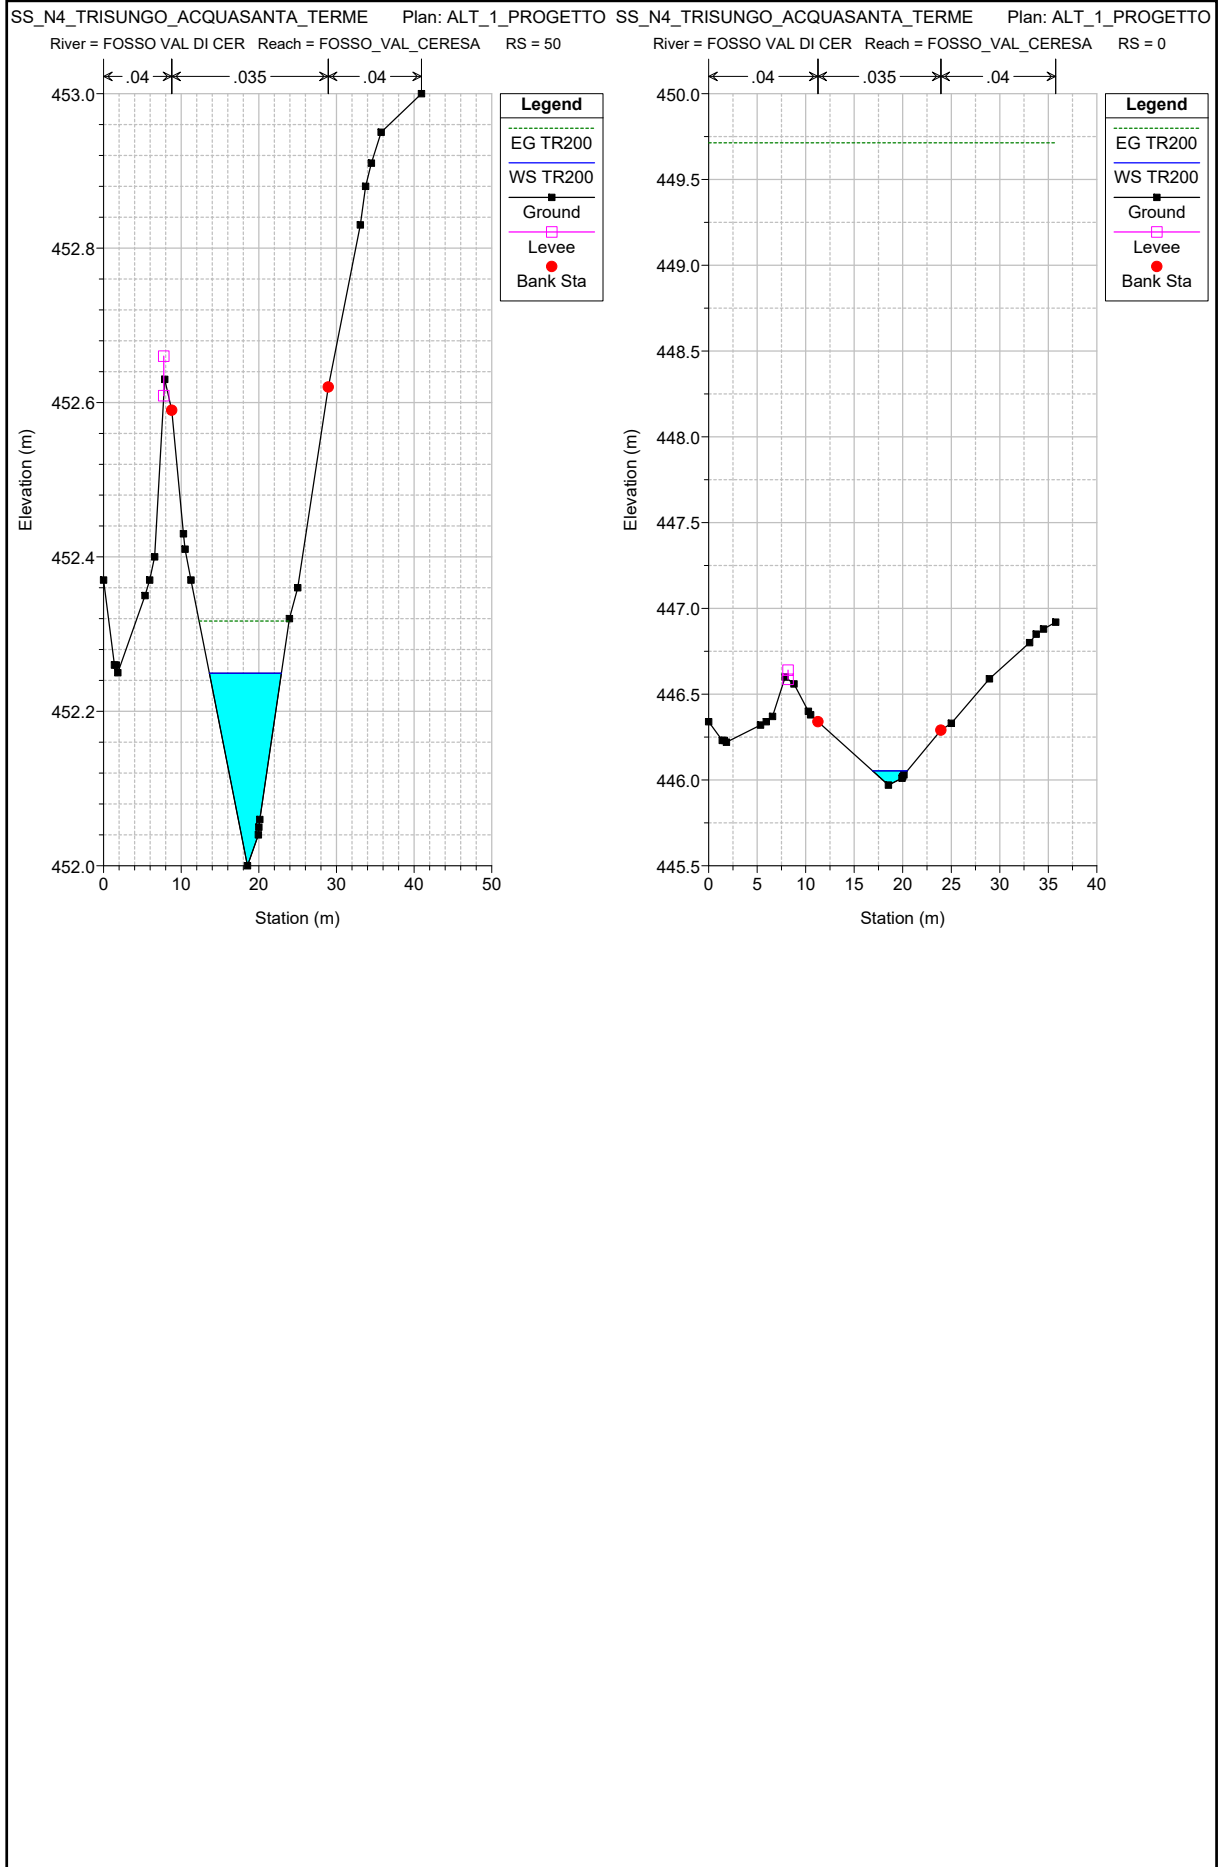 SS_N4_TRISUNGO_ACQUASANTA_TERME Plan: ALT_1_PROGETTO
River = FOSSO VAL DI CER Reach = FOSSO_VAL_CERESA RS = 50
.04 .035 .04
453.0
452.8
452.6
452.4
452.2
452.0
Elevation (m)
0 10 20 30 40 50
Station (m)
Legend
EG TR200
WS TR200
Ground
Levee
Bank Sta
SS_N4_TRISUNGO_ACQUASANTA_TERME Plan: ALT_1_PROGETTO
River = FOSSO VAL DI CER Reach = FOSSO_VAL_CERESA RS = 0
.04 .035 .04
450.0
449.5
449.0
448.5
448.0
447.5
447.0
446.5
446.0
445.5
Elevation (m)
0 5 10 15 20 25 30 35 40
Station (m)
Legend
EG TR200
WS TR200
Ground
Levee
Bank Sta